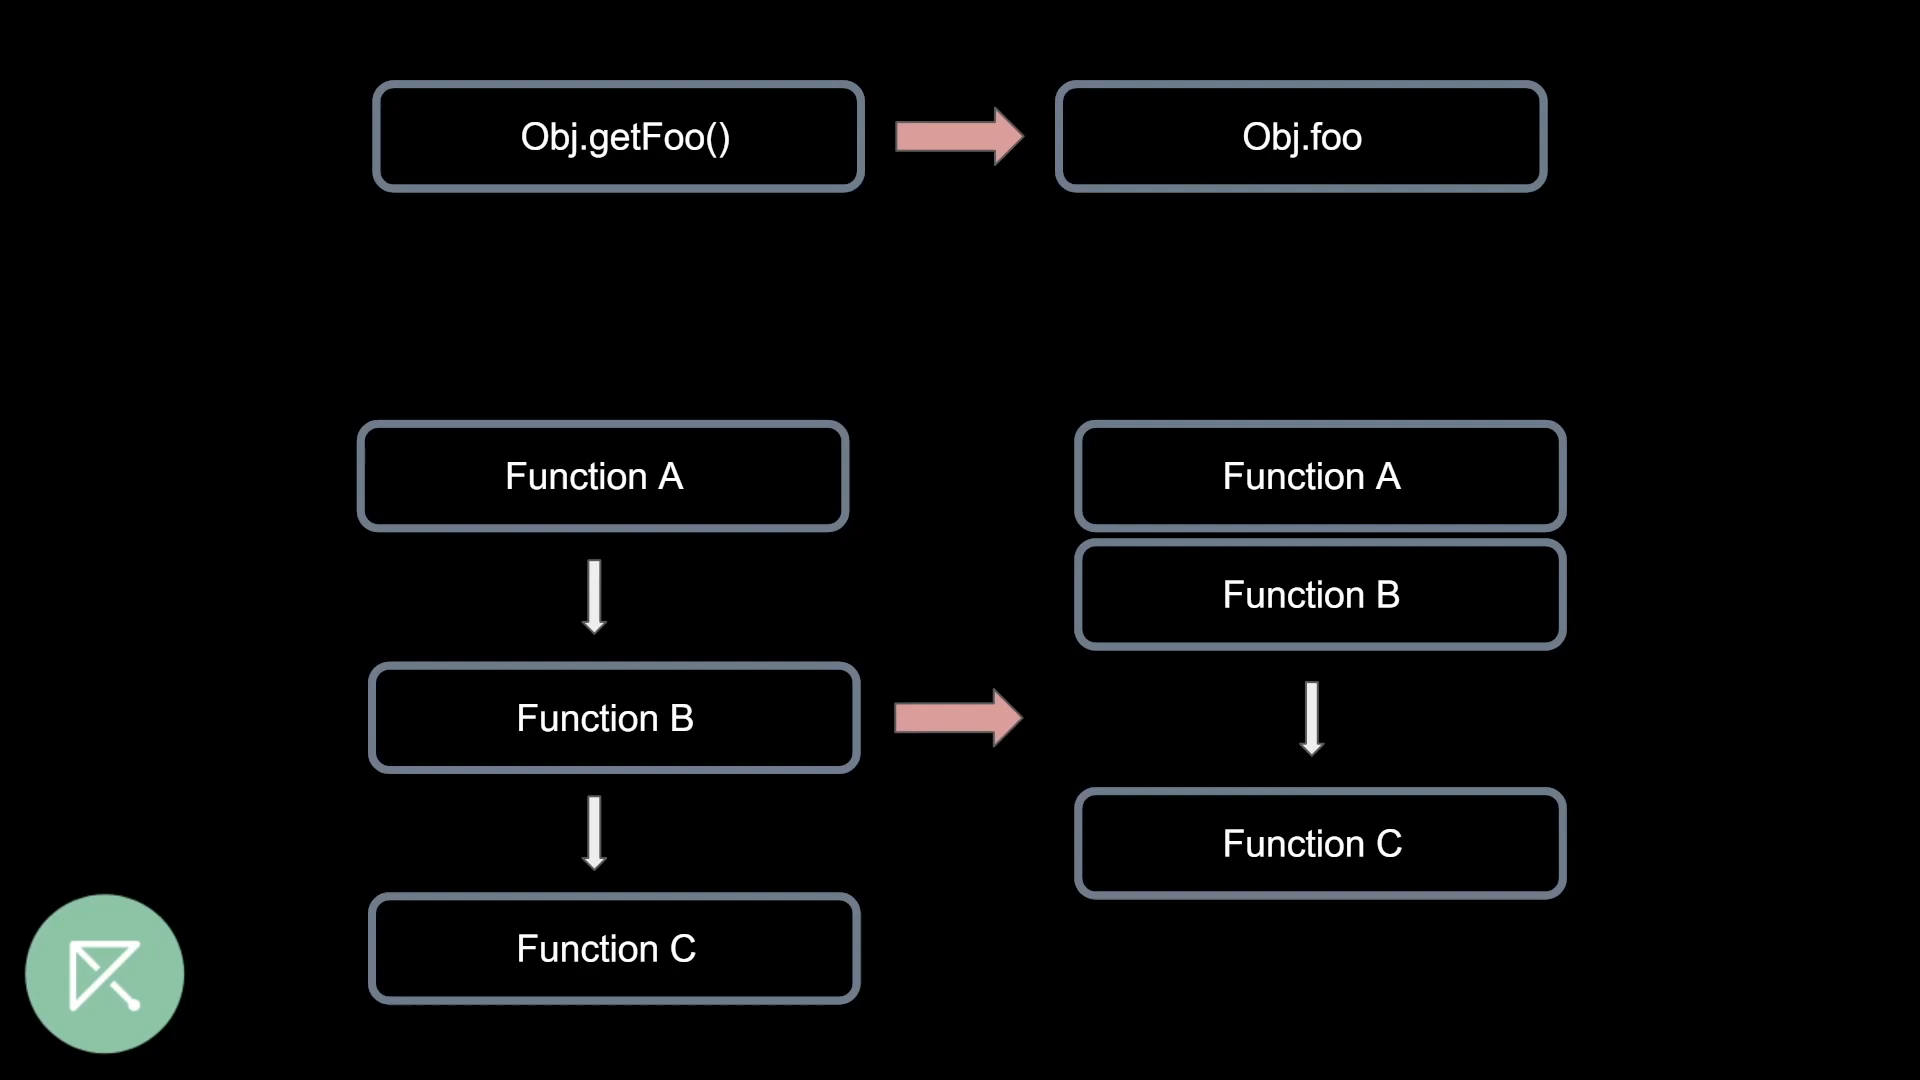 Obj.getFoo()
Obj.foo
Function A
Function B
Function C
Function A
Function B
Function C